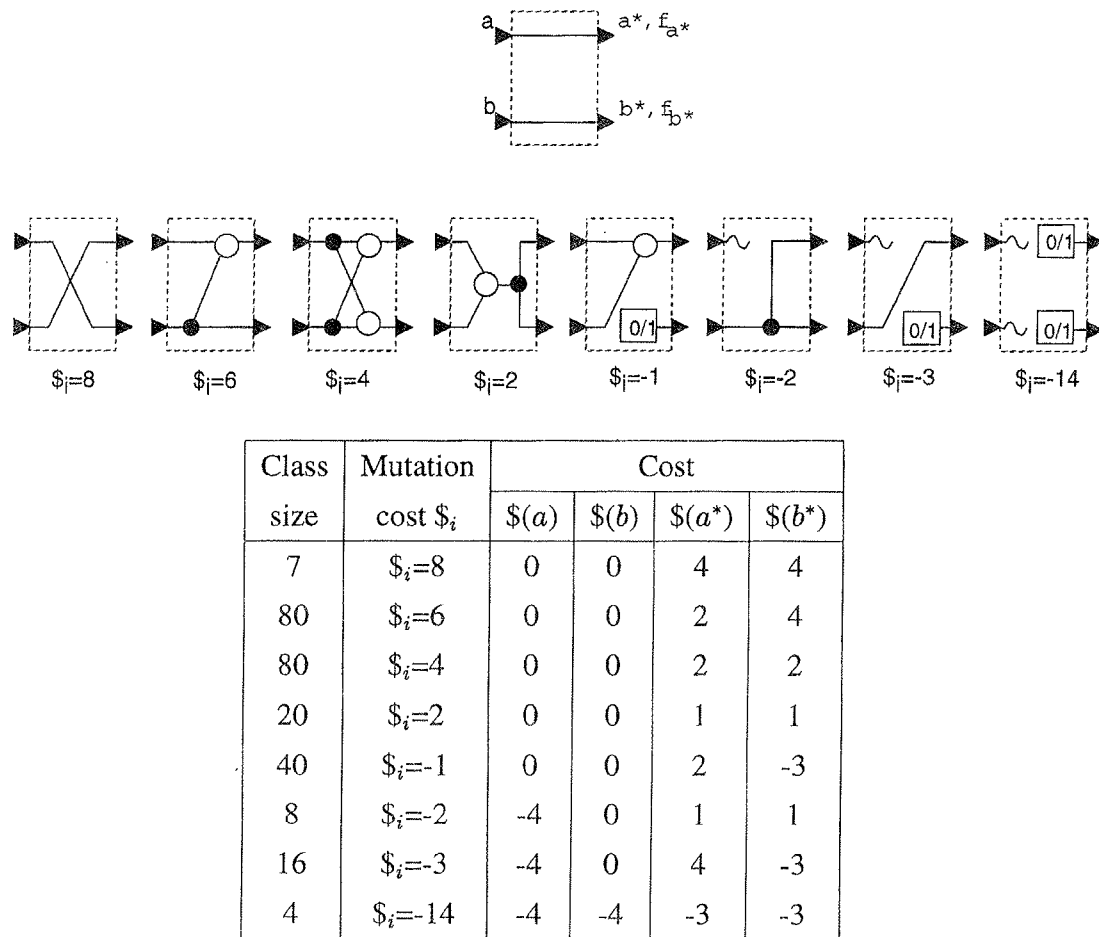 a a*, f_a*
b b*, f_b*
0/1 0/1 0/1
0/1
$i=8 $i=6 $i=4 $i=2 $i=-1 $i=-2 $i=-3 $i=-14
Class Mutation Cost
size cost $i $(a) $(b) $(a*) $(b*)
7 $i=8 0 0 4 4
80 $i=6 0 0 2 4
80 $i=4 0 0 2 2
20 $i=2 0 0 1 1
40 $i=-1 0 0 2 -3
8 $i=-2 -4 0 1 1
16 $i=-3 -4 0 4 -3
4 $i=-14 -4 -4 -3 -3